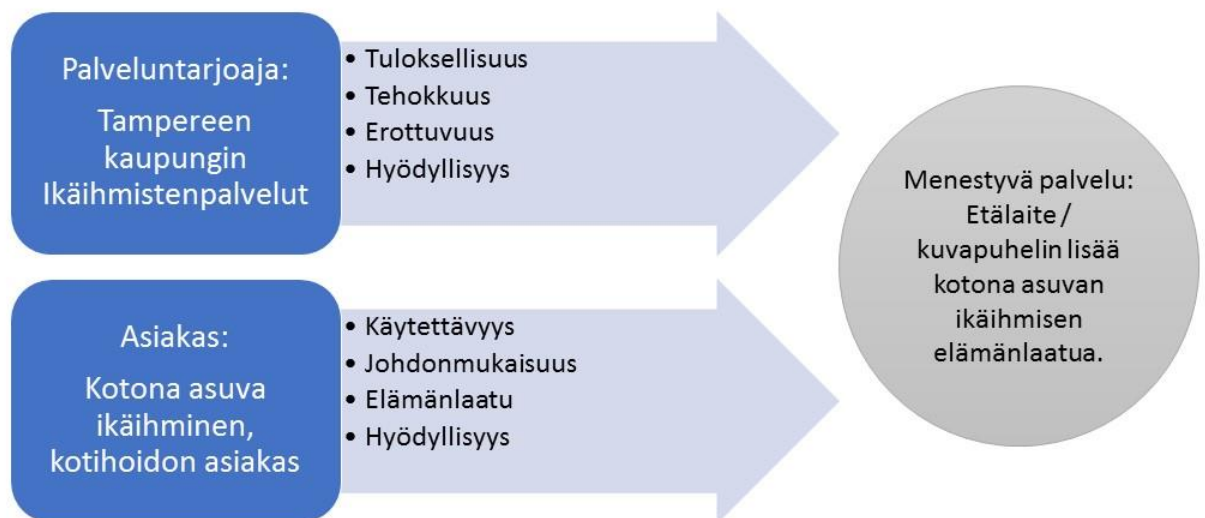 Palveluntarjoaja:
Tampereen
kaupungin
Ikäihmistenpalvelut
• Tuloksellisuus
• Tehokkuus
• Erottuvuus
• Hyödyllisyys
Asiakas:
Kotona asuva
ikäihminen,
kotihoidon asiakas
• Käytettävyys
• Johdonmukaisuus
• Elämänlaatu
• Hyödyllisyys
Menestyvä palvelu:
Etälaite /
kuvapuhelin lisää
kotona asuvan
ikäihmisen
elämänlaatua.